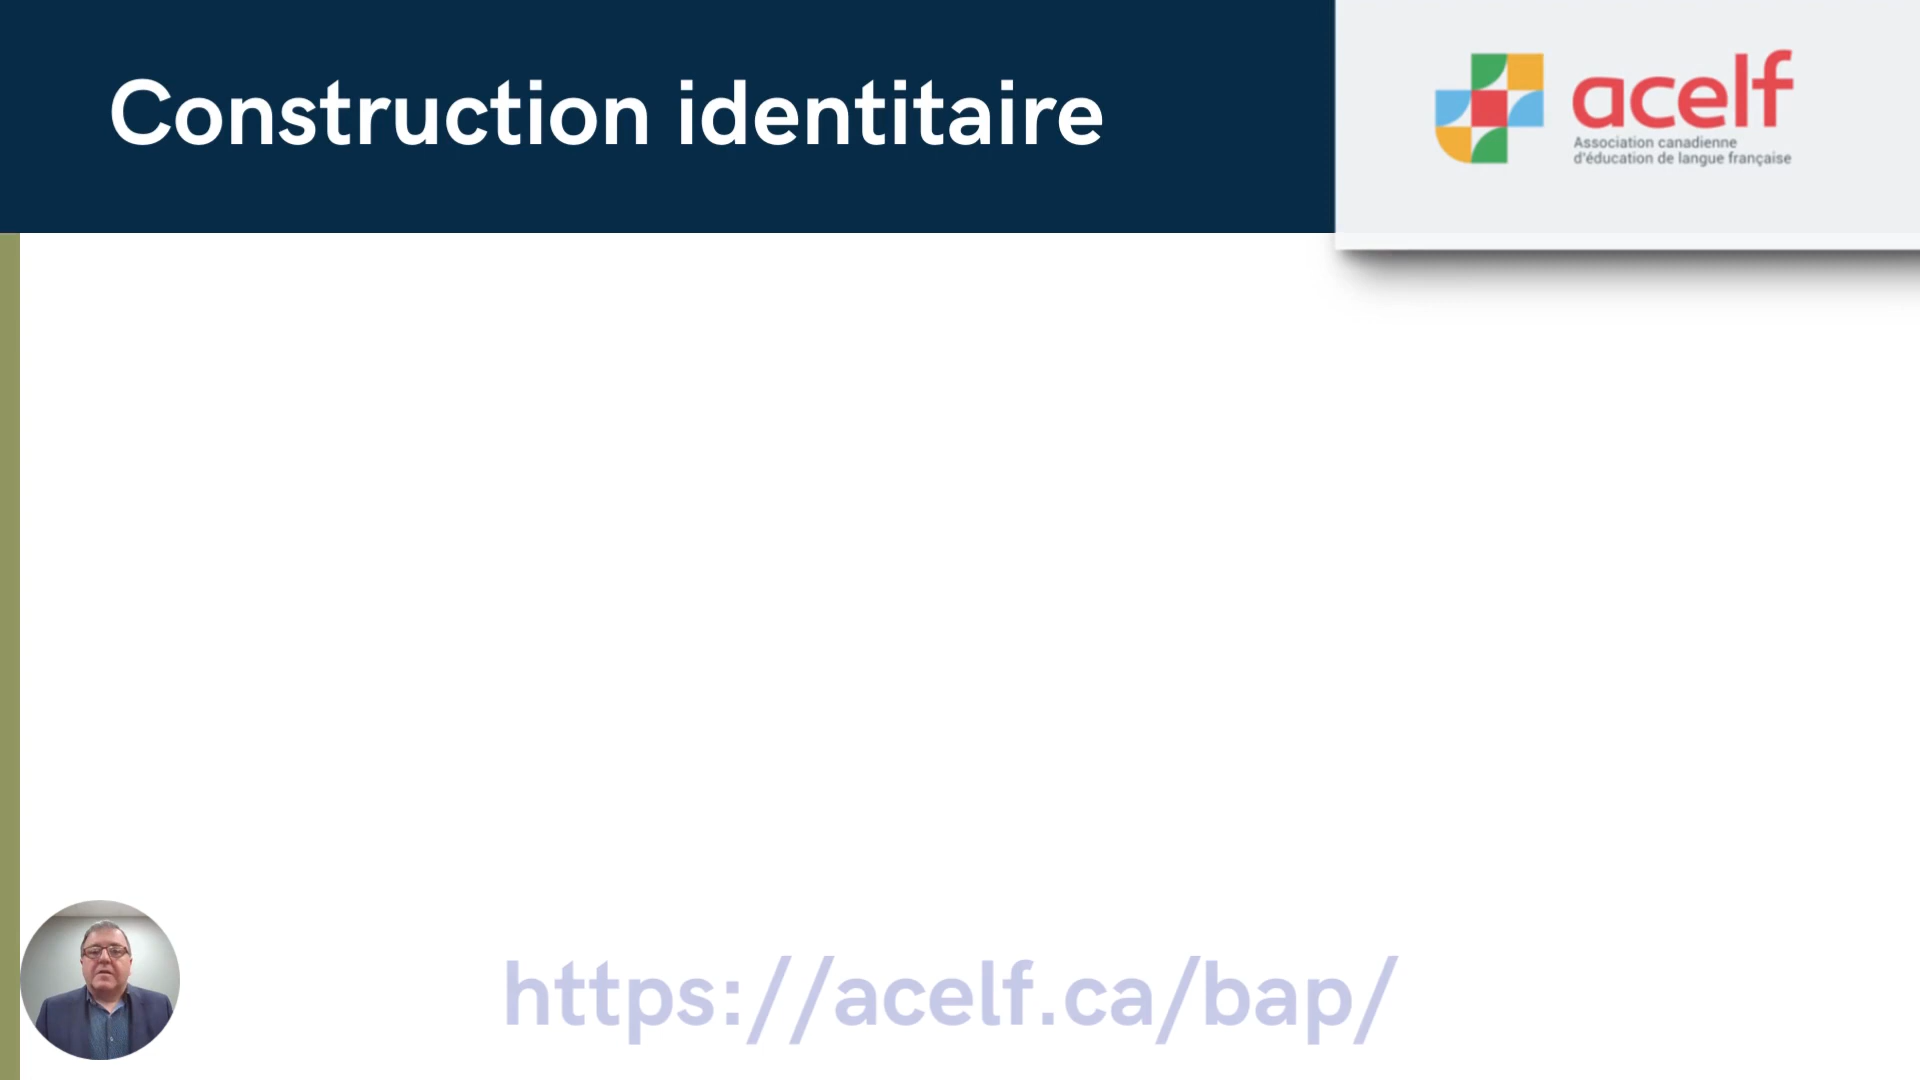 Construction identitaire
acelf
Association canadienne
d'éducation de langue française
https://acelf.ca/bap/